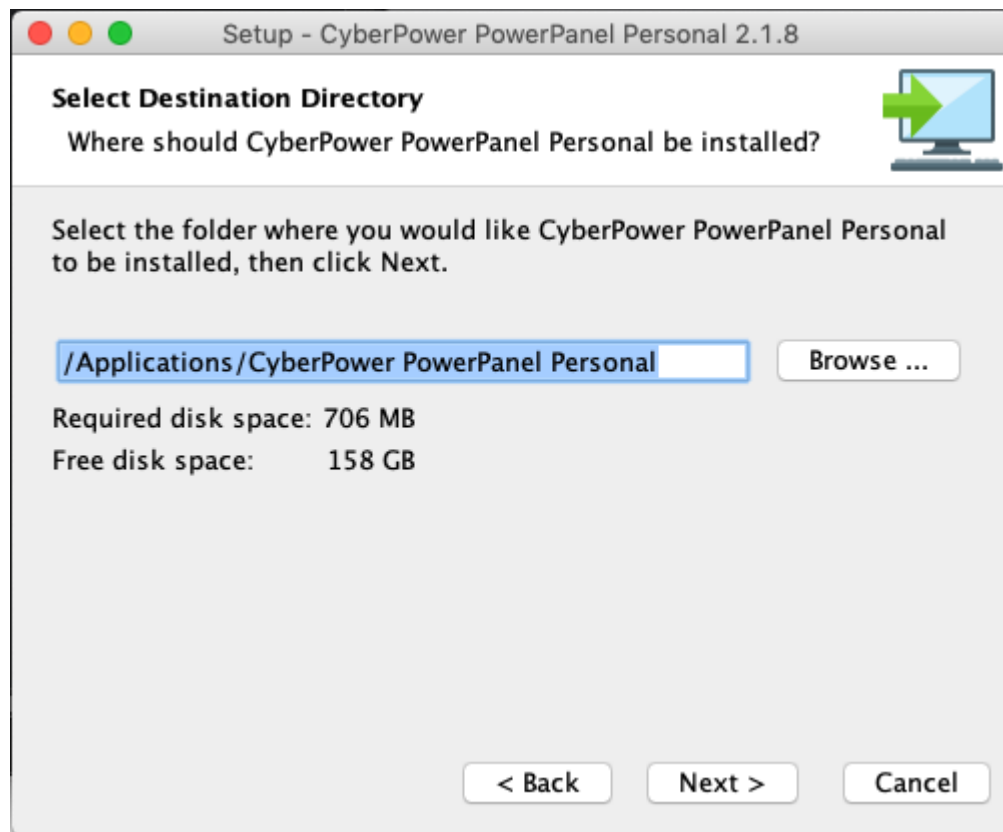 Setup - CyberPower PowerPanel Personal 2.1.8
Select Destination Directory
Where should CyberPower PowerPanel Personal be installed?
Select the folder where you would like CyberPower PowerPanel Personal
to be installed, then click Next.
/Applications/CyberPower PowerPanel Personal
Browse ...
Required disk space: 706 MB
Free disk space: 158 GB
< Back
Next >
Cancel